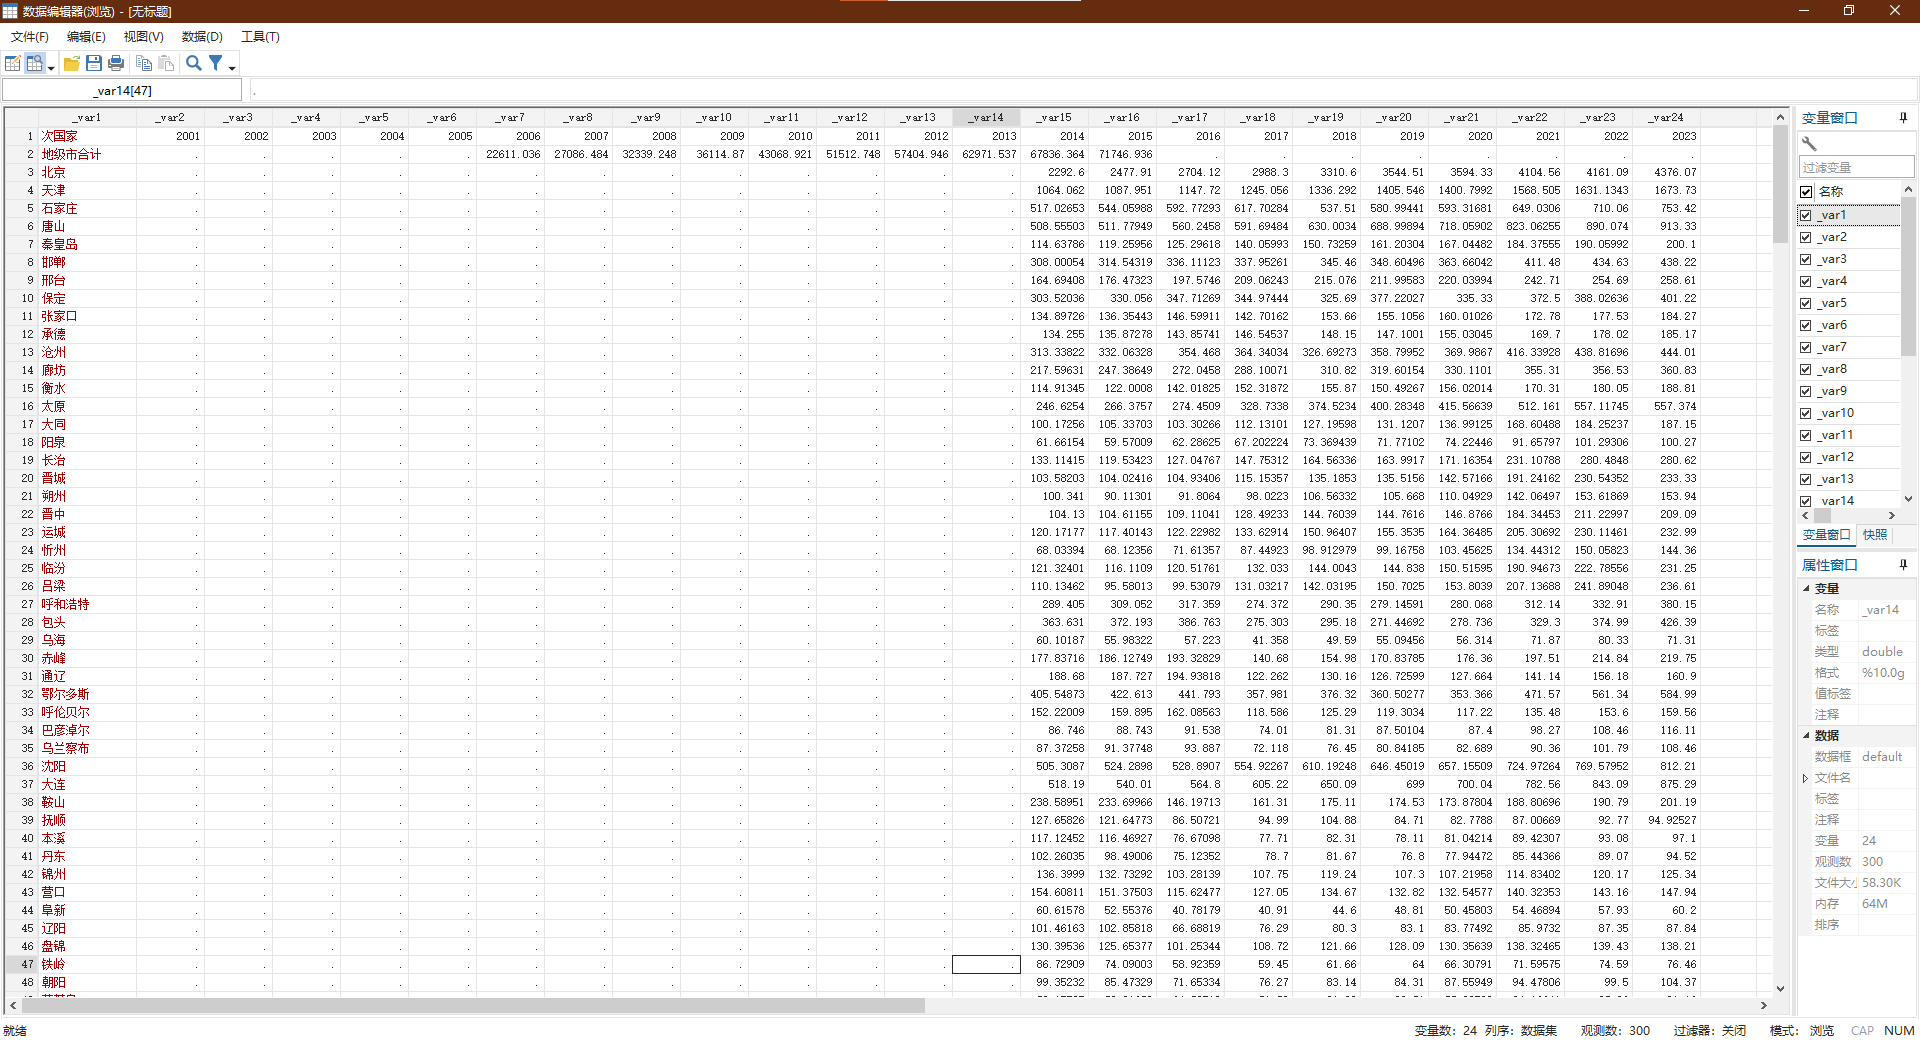 数据编辑器(浏览) - [无标题]
文件(F) 编辑(E) 视图(V) 数据(D) 工具(T)
_var14[47] .
_var1 _var2 _var3 _var4 _var5 _var6 _var7 _var8 _var9 _var10 _var11 _var12 _var13 _var14 _var15 _var16 _var17 _var18 _var19 _var20 _var21 _var22 _var23 _var24
1 次国家 2001 2002 2003 2004 2005 2006 2007 2008 2009 2010 2011 2012 2013 2014 2015 2016 2017 2018 2019 2020 2021 2022 2023
2 地级市合计 . . . . . 22611.036 27086.484 32339.248 36114.87 43068.921 51512.748 57404.946 62971.537 67836.364 71746.936 . . . . . . . .
3 北京 . . . . . . . . . . . . . 2292.6 2477.91 2704.12 2988.3 3310.6 3544.51 3594.33 4104.56 4161.09 4376.07
4 天津 . . . . . . . . . . . . . 1064.062 1087.951 1147.72 1245.056 1336.292 1405.546 1400.7992 1568.505 1631.1343 1673.73
5 石家庄 . . . . . . . . . . . . . 517.02653 544.05988 592.77293 617.70284 537.51 580.99441 593.31681 649.0306 710.06 753.42
6 唐山 . . . . . . . . . . . . . 508.55503 511.77949 560.2458 591.69484 630.0034 688.99894 718.05902 823.06255 890.074 913.33
7 秦皇岛 . . . . . . . . . . . . . 114.63786 119.25956 125.29618 140.05993 150.73259 161.20304 167.04482 184.37555 190.05992 200.1
8 邯郸 . . . . . . . . . . . . . 308.00054 314.54319 336.11123 337.95261 345.46 348.60496 363.66042 411.48 434.63 438.22
9 邢台 . . . . . . . . . . . . . 164.69408 176.47323 197.5746 209.06243 215.076 211.99583 220.03994 242.71 254.69 258.61
10 保定 . . . . . . . . . . . . . 303.52036 330.056 347.71269 344.97444 325.69 377.22027 335.33 372.5 388.02636 401.22
11 张家口 . . . . . . . . . . . . . 134.89726 136.35443 146.59911 142.70162 153.66 155.1056 160.01026 172.78 177.53 184.27
12 承德 . . . . . . . . . . . . . 134.255 135.87278 143.85741 146.54537 148.15 147.1001 155.03045 169.7 178.02 185.17
13 沧州 . . . . . . . . . . . . . 313.33822 332.06328 354.468 364.34034 326.69273 358.79952 369.9867 416.33928 438.81696 444.01
14 廊坊 . . . . . . . . . . . . . 217.59631 247.38649 272.0458 288.10071 310.82 319.60154 330.1101 355.31 356.53 360.83
15 衡水 . . . . . . . . . . . . . 114.91345 122.0008 142.01825 152.31872 155.87 150.49267 156.02014 170.31 180.05 188.81
16 太原 . . . . . . . . . . . . . 246.6254 266.3757 274.4509 328.7338 374.5234 400.28348 415.56639 512.161 557.11745 557.374
17 大同 . . . . . . . . . . . . . 100.17256 105.33703 103.30266 112.13101 127.19598 131.1207 136.99125 168.60488 184.25237 187.15
18 阳泉 . . . . . . . . . . . . . 61.66154 59.57009 62.28625 67.202224 73.369439 71.77102 74.22446 91.65797 101.29306 100.27
19 长治 . . . . . . . . . . . . . 133.11415 119.53423 127.04767 147.75312 164.56336 163.9917 171.16354 231.10788 280.4848 280.62
20 晋城 . . . . . . . . . . . . . 103.58203 104.02416 104.93406 115.15357 135.1853 135.5156 142.57166 191.24162 230.54352 233.33
21 朔州 . . . . . . . . . . . . . 100.341 90.11301 91.8064 98.0223 106.56332 105.668 110.04929 142.06497 153.61869 153.94
22 晋中 . . . . . . . . . . . . . 104.13 104.61155 109.11041 128.49233 144.76039 144.7616 146.8766 184.34453 211.22997 209.09
23 运城 . . . . . . . . . . . . . 120.17177 117.40143 122.22982 133.62914 150.96407 155.3535 164.36485 205.30692 230.11461 232.99
24 忻州 . . . . . . . . . . . . . 68.03394 68.12356 71.61357 87.44923 98.912979 99.16758 103.45625 134.44312 150.05823 144.36
25 临汾 . . . . . . . . . . . . . 121.32401 116.1109 120.51761 132.033 144.0043 144.838 150.51595 190.94673 222.78556 231.25
26 吕梁 . . . . . . . . . . . . . 110.13462 95.58013 99.53079 131.03217 142.03195 150.7025 153.8039 207.13688 241.89048 236.61
27 呼和浩特 . . . . . . . . . . . . . 289.405 309.052 317.359 274.372 290.35 279.14591 280.068 312.14 332.91 380.15
28 包头 . . . . . . . . . . . . . 363.631 372.193 386.763 275.303 295.18 271.44692 278.736 329.3 374.99 426.39
29 乌海 . . . . . . . . . . . . . 60.10187 55.98322 57.223 41.358 49.59 55.09456 56.314 71.87 80.33 71.31
30 赤峰 . . . . . . . . . . . . . 177.83716 186.12749 193.32829 140.68 154.98 170.83785 176.36 197.51 214.84 219.75
31 通辽 . . . . . . . . . . . . . 188.68 187.727 194.93818 122.262 130.16 126.72599 127.664 141.14 156.18 160.9
32 鄂尔多斯 . . . . . . . . . . . . . 405.54873 422.613 441.793 357.981 376.32 360.50277 353.366 471.57 561.34 584.99
33 呼伦贝尔 . . . . . . . . . . . . . 152.22009 159.895 162.08563 118.586 125.29 119.3034 117.22 135.48 153.6 159.56
34 巴彦淖尔 . . . . . . . . . . . . . 86.746 88.743 91.538 74.01 81.31 87.50104 87.4 98.27 108.46 116.11
35 乌兰察布 . . . . . . . . . . . . . 87.37258 91.37748 93.887 72.118 76.45 80.84185 82.689 90.36 101.79 108.46
36 沈阳 . . . . . . . . . . . . . 505.3087 524.2898 528.8907 554.92267 610.19248 646.45019 657.15509 724.97264 769.57952 812.21
37 大连 . . . . . . . . . . . . . 518.19 540.01 564.8 605.22 650.09 699 700.04 782.56 843.09 875.29
38 鞍山 . . . . . . . . . . . . . 238.58951 233.69966 146.19713 161.31 175.11 174.53 173.87804 188.80696 190.79 201.19
39 抚顺 . . . . . . . . . . . . . 127.65826 121.64773 86.50721 94.99 104.88 84.71 82.7788 87.00669 92.77 94.92527
40 本溪 . . . . . . . . . . . . . 117.12452 116.46927 76.67098 77.71 82.31 78.11 81.04214 89.42307 93.08 97.1
41 丹东 . . . . . . . . . . . . . 102.26035 98.49006 75.12352 78.7 81.67 76.8 77.94472 85.44366 89.07 94.52
42 锦州 . . . . . . . . . . . . . 136.3999 132.73292 103.28139 107.75 119.24 107.3 107.21958 114.83402 120.17 125.34
43 营口 . . . . . . . . . . . . . 154.60811 151.37503 115.62477 127.05 134.67 132.82 132.54577 140.32353 143.16 147.94
44 阜新 . . . . . . . . . . . . . 60.61578 52.55376 40.78179 40.91 44.6 48.81 50.45803 54.46894 57.93 60.2
45 辽阳 . . . . . . . . . . . . . 101.46163 102.85818 66.68819 76.29 80.3 83.1 83.77492 85.9732 87.35 87.84
46 盘锦 . . . . . . . . . . . . . 130.39536 125.65377 101.25344 108.72 121.66 128.09 130.35639 138.32465 139.43 138.21
47 铁岭 . . . . . . . . . . . . . 86.72909 74.09003 58.92359 59.45 61.66 64 66.30791 71.59575 74.59 76.46
48 朝阳 . . . . . . . . . . . . . 99.35232 85.47329 71.65334 76.27 83.14 84.31 87.55949 94.47806 99.5 104.37
变量窗口
过滤变量
名称
_var1
_var2
_var3
_var4
_var5
_var6
_var7
_var8
_var9
_var10
_var11
_var12
_var13
_var14
变量窗口 快照
属性窗口
变量
名称 _var14
标签
类型 double
格式 %10.0g
值标签
注释
数据
数据框 default
文件名
标签
注释
变量 24
观测数 300
文件大小 58.30K
内存 64M
排序
就绪 变量数: 24 列序: 数据集 观测数: 300 过滤器: 关闭 模式: 浏览 CAP NUM